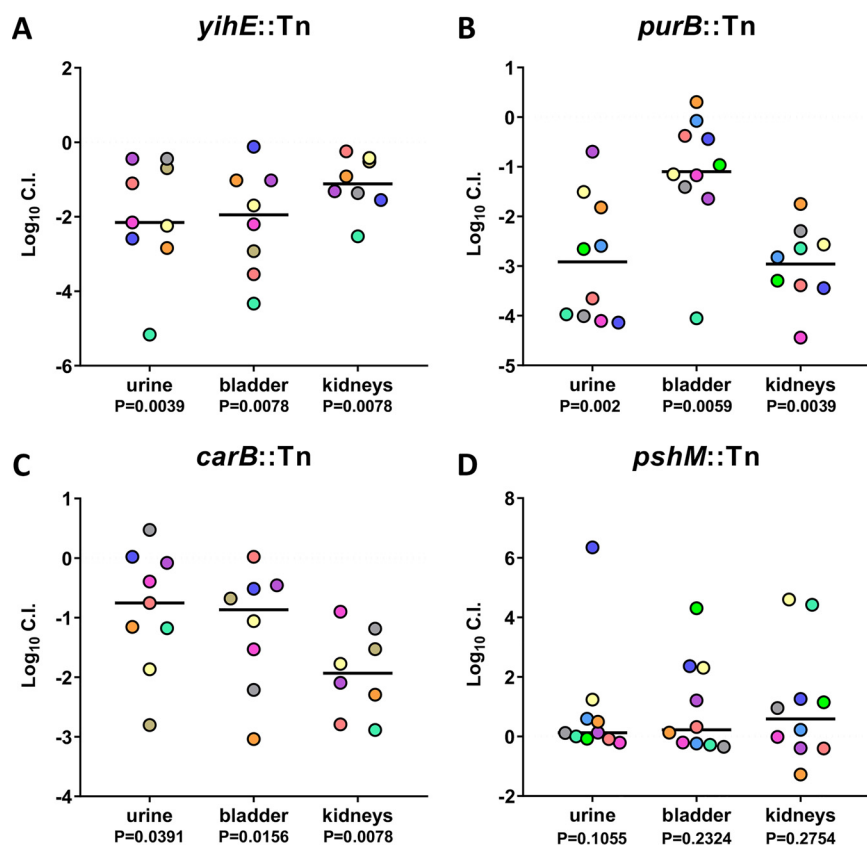 A
yihE::Tn
Log10 C.I.
2
0
-2
-4
-6
urine bladder kidneys
P=0.0039 P=0.0078 P=0.0078
B
purB::Tn
Log10 C.I.
1
0
-1
-2
-3
-4
-5
urine bladder kidneys
P=0.002 P=0.0059 P=0.0039
C
carB::Tn
Log10 C.I.
1
0
-1
-2
-3
-4
urine bladder kidneys
P=0.0391 P=0.0156 P=0.0078
D
pshM::Tn
Log10 C.I.
8
6
4
2
0
-2
urine bladder kidneys
P=0.1055 P=0.2324 P=0.2754